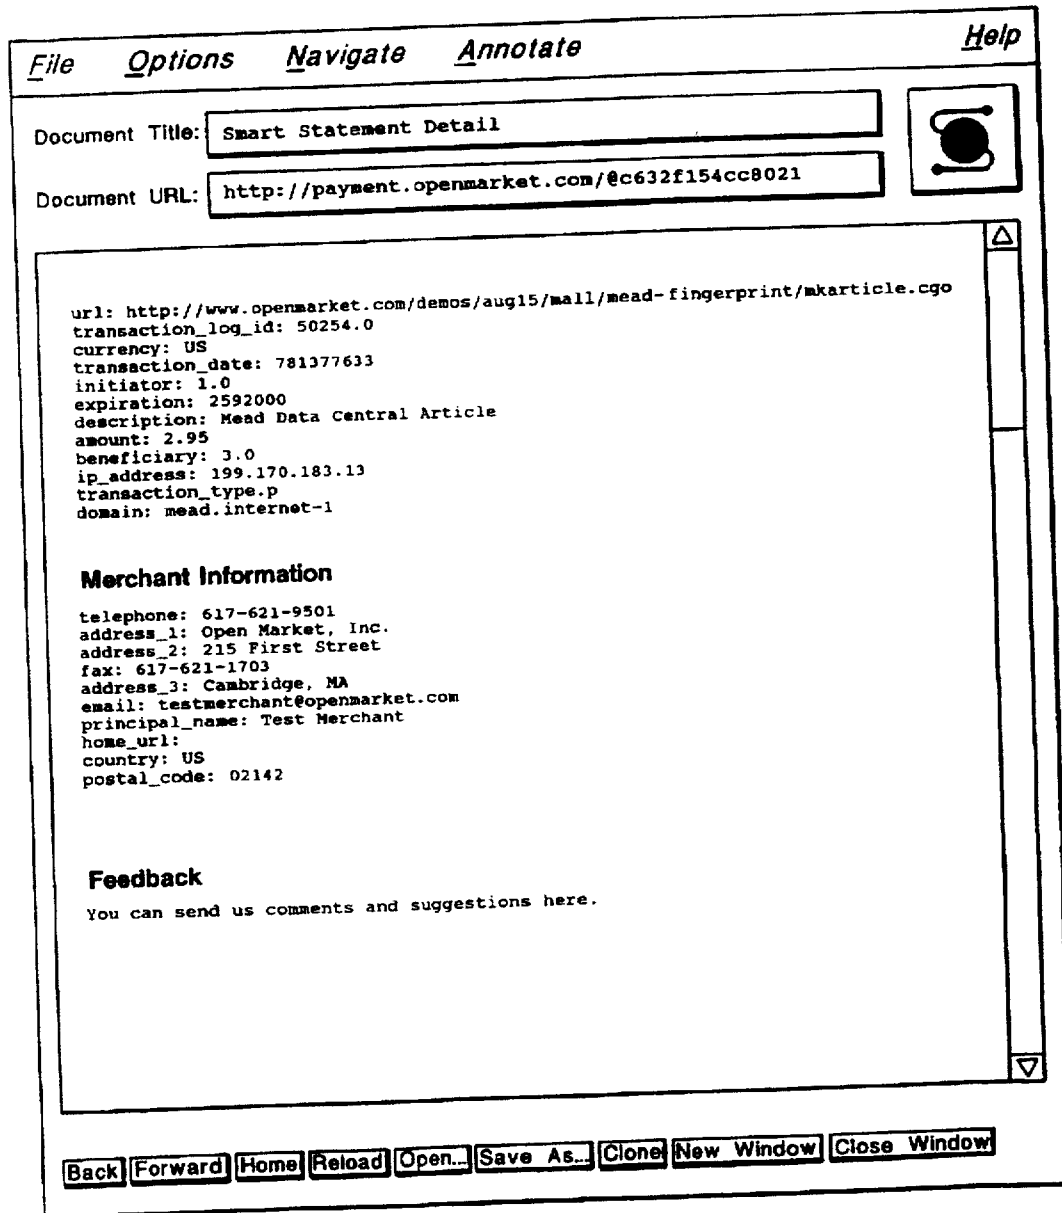 File Options Navigate Annotate Help
Document Title: Smart Statement Detail
Document URL: http://payment.openmarket.com/@c632f154cc8021
url: http://www.openmarket.com/demos/aug15/mall/mead-fingerprint/mkarticle.cgo
transaction_log_id: 50254.0
currency: US
transaction_date: 781377633
initiator: 1.0
expiration: 2592000
description: Mead Data Central Article
amount: 2.95
beneficiary: 3.0
ip_address: 199.170.183.13
transaction_type.p
domain: mead.internet-1
Merchant Information
telephone: 617-621-9501
address_1: Open Market, Inc.
address_2: 215 First Street
fax: 617-621-1703
address_3: Cambridge, MA
email: testmerchant@openmarket.com
principal_name: Test Merchant
home_url:
country: US
postal_code: 02142
Feedback
You can send us comments and suggestions here.
Back Forward Home Reload Open... Save As... Clone New Window Close Window